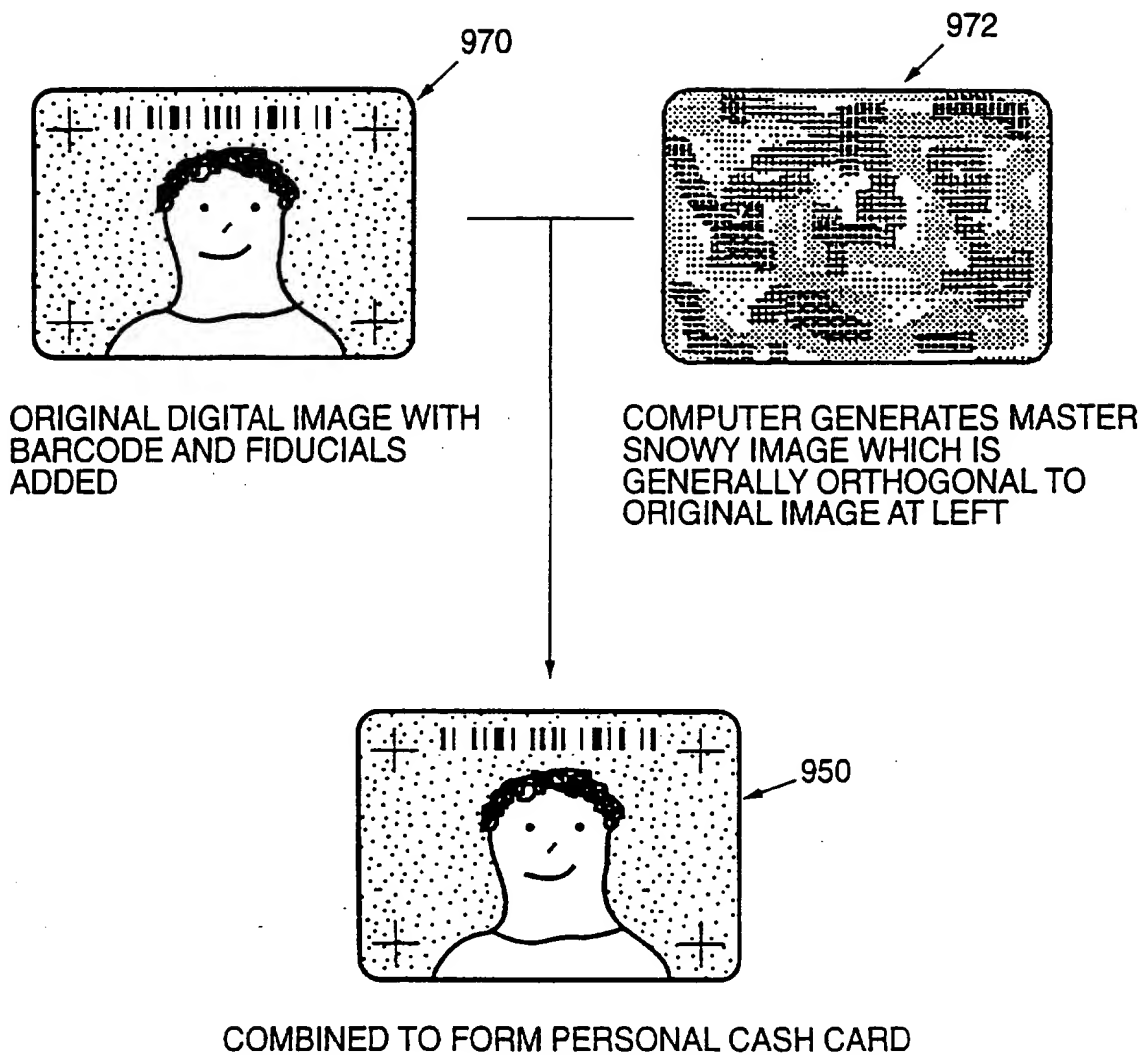 970
972
ORIGINAL DIGITAL IMAGE WITH
BARCODE AND FIDUCIALS
ADDED
COMPUTER GENERATES MASTER
SNOWY IMAGE WHICH IS
GENERALLY ORTHOGONAL TO
ORIGINAL IMAGE AT LEFT
950
COMBINED TO FORM PERSONAL CASH CARD